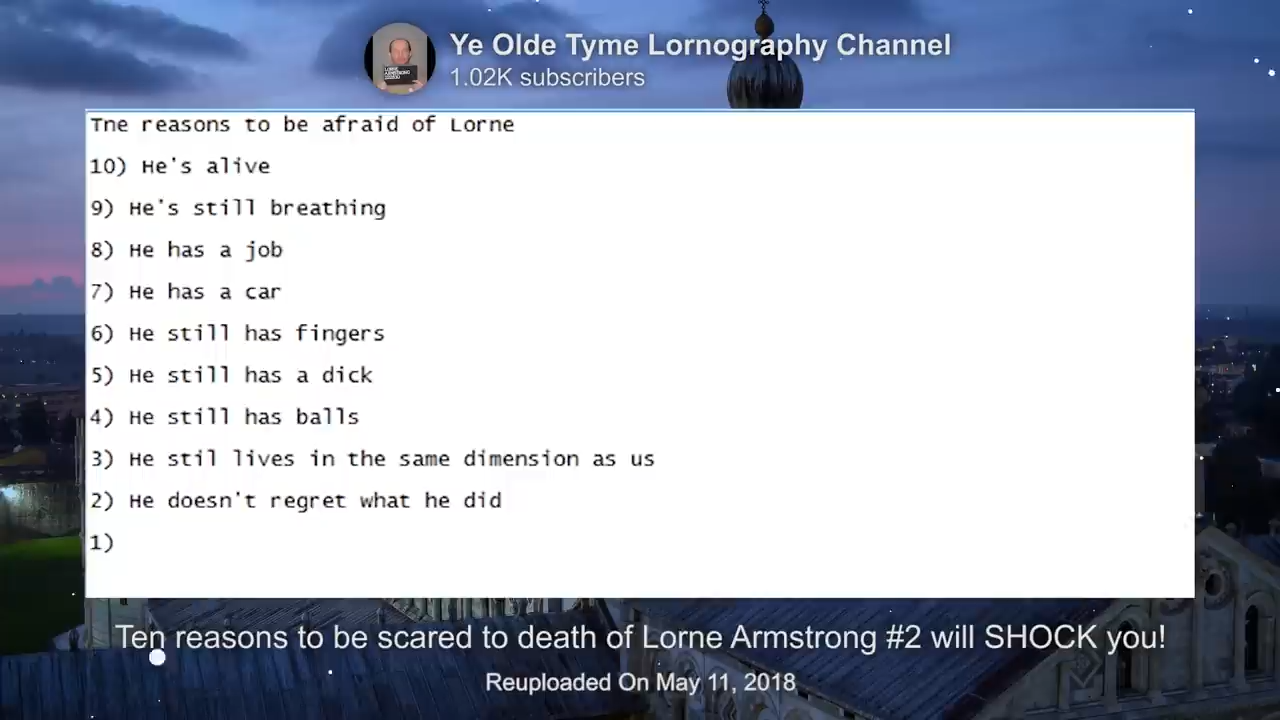 Ye Olde Tyme Lornography Channel
1.02K subscribers
Tne reasons to be afraid of Lorne
10) He's alive
9) He's still breathing
8) He has a job
7) He has a car
6) He still has fingers
5) He still has a dick
4) He still has balls
3) He stil lives in the same dimension as us
2) He doesn't regret what he did
1)
Ten reasons to be scared to death of Lorne Armstrong #2 will SHOCK you!
Reuploaded On May 11, 2018